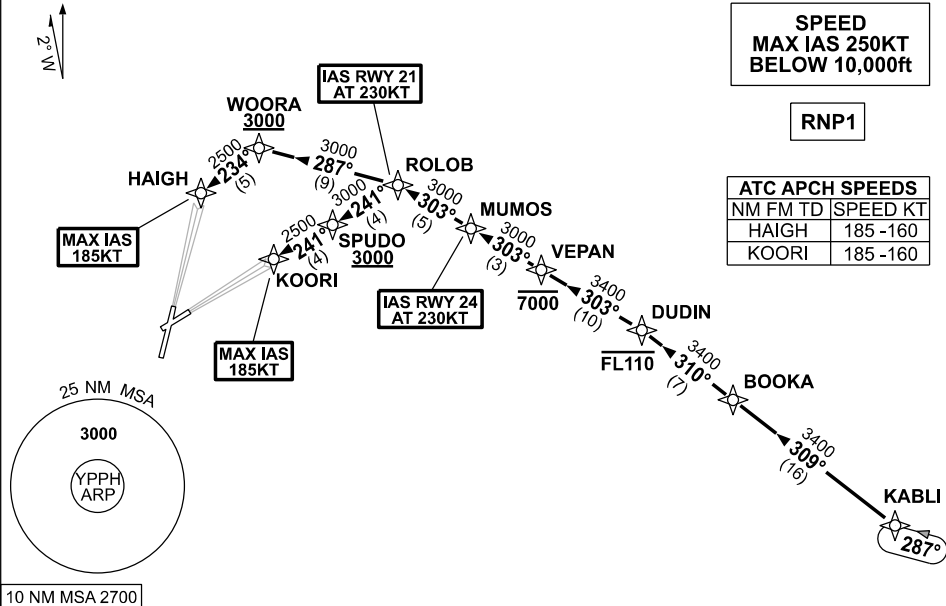 2° W
SPEED
MAX IAS 250KT
BELOW 10,000ft
RNP1
ATC APCH SPEEDS
NM FM TD SPEED KT
HAIGH 185 -160
KOORI 185 -160
IAS RWY 21
AT 230KT
WOORA
3000
2500
234°
(5)
HAIGH
MAX IAS
185KT
3000
287°
(9)
ROLOB
3000
241°
(4)
SPUDO
3000
2500
241°
(4)
KOORI
MAX IAS
185KT
3000
303°
(5)
MUMOS
IAS RWY 24
AT 230KT
3000
303°
(3)
VEPAN
7000
3400
303°
(10)
DUDIN
FL110
3400
310°
(7)
BOOKA
3400
309°
(16)
KABLI
287°
25 NM MSA
3000
YPPH
ARP
10 NM MSA 2700